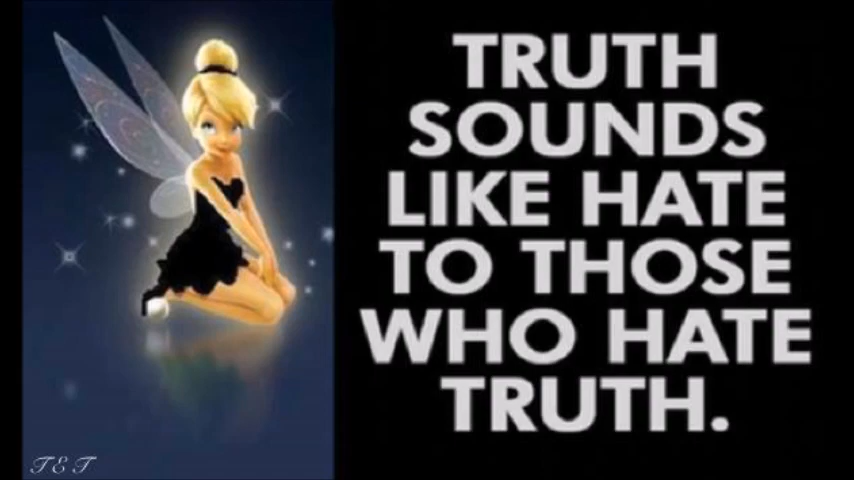 TRUTH
SOUNDS
LIKE HATE
TO THOSE
WHO HATE
TRUTH.
T E T